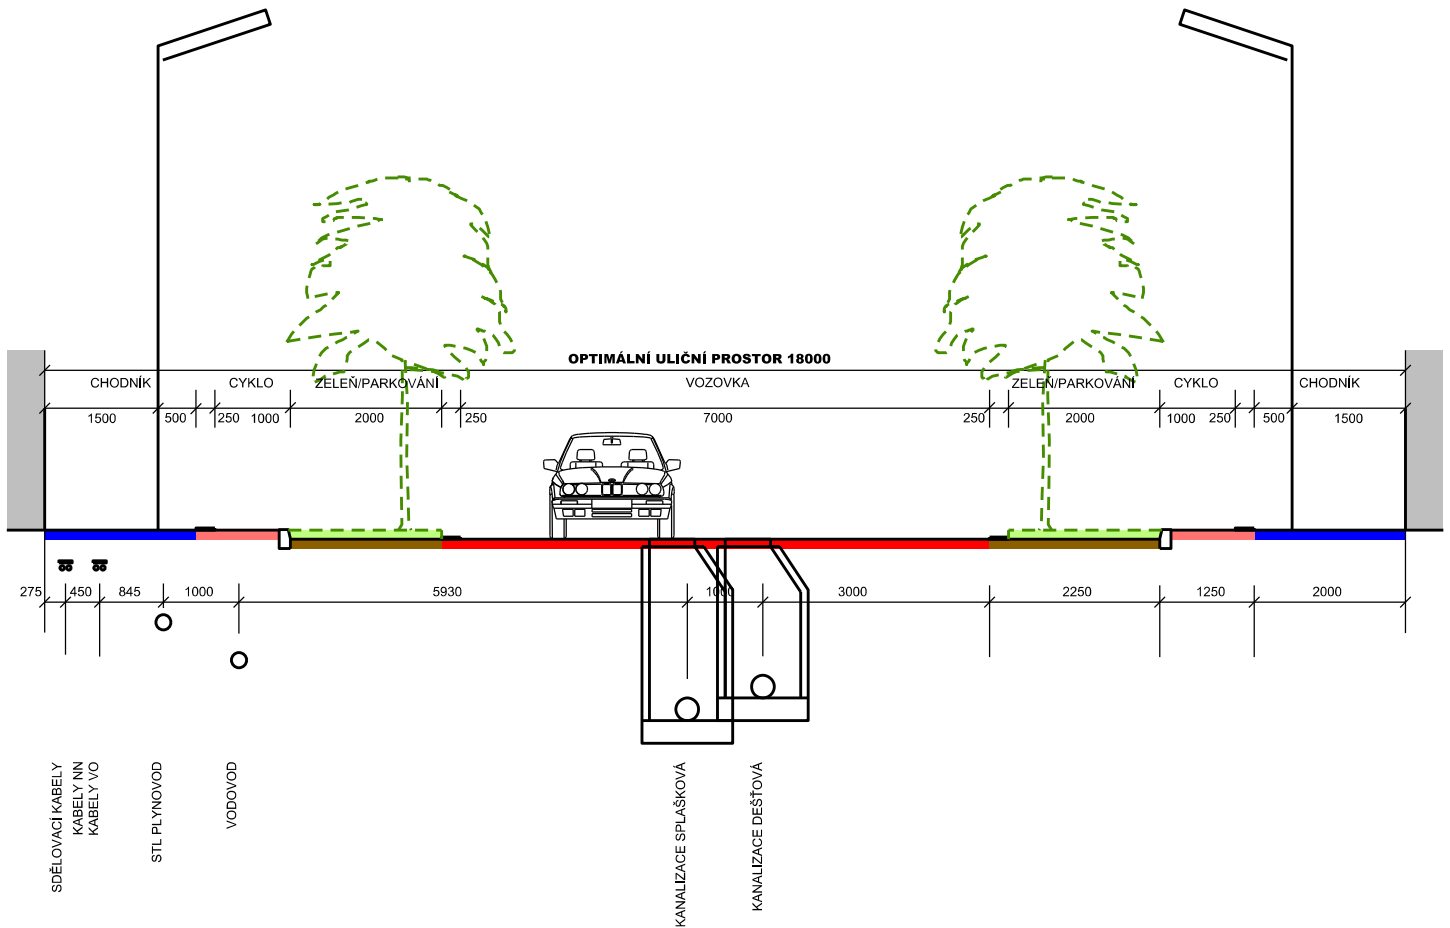 OPTIMÁLNÍ ULIČNÍ PROSTOR 18000
CHODNÍK CYKLO ZELEŇ/PARKOVÁNÍ VOZOVKA ZELEŇ/PARKOVÁNÍ CYKLO CHODNÍK
1500 500 250 1000 2000 250 7000 250 2000 1000 250 500 1500
275 450 845 1000 5930 1000 3000 2250 1250 2000
SDĚLOVACÍ KABELY
KABELY NN
KABELY VO
STL PLYNOVOD
VODOVOD
KANALIZACE SPLAŠKOVÁ
KANALIZACE DEŠŤOVÁ